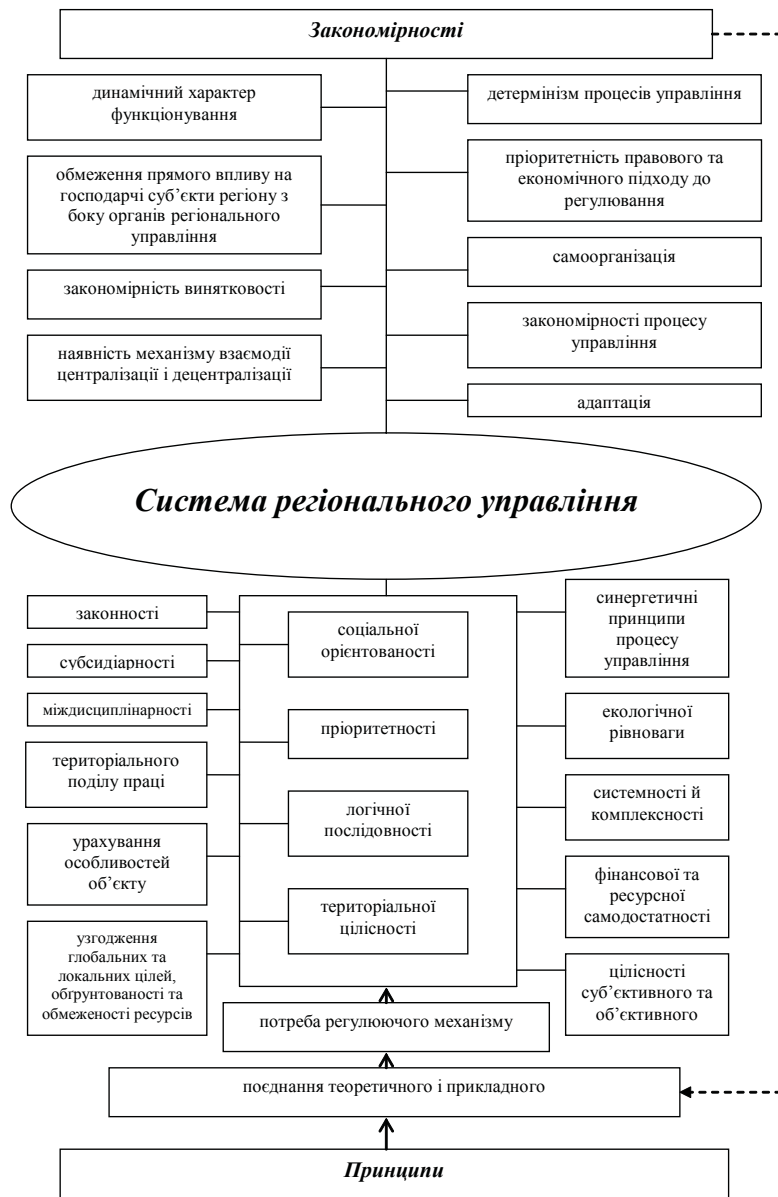 Закономірності
динамічний характер
функціонування
детермінізм процесів управління
обмеження прямого впливу на
господарчі суб’єкти регіону з
боку органів регіонального
управління
пріоритетність правового та
економічного підходу до
регулювання
самоорганізація
закономірність винятковості
закономірності процесу
управління
наявність механізму взаємодії
централізації і децентралізації
адаптація
Система регіонального управління
законності
субсидіарності
міждисциплінарності
територіального
поділу праці
урахування
особливостей
об’єкту
узгодження
глобальних та
локальних цілей,
обґрунтованості та
обмеженості ресурсів
соціальної
орієнтованості
пріоритетності
логічної
послідовності
територіальної
цілісності
синергетичні
принципи
процесу
управління
екологічної
рівноваги
системності й
комплексності
фінансової та
ресурсної
самодостатності
цілісності
суб’єктивного та
об’єктивного
потреба регулюючого механізму
поєднання теоретичного і прикладного
Принципи